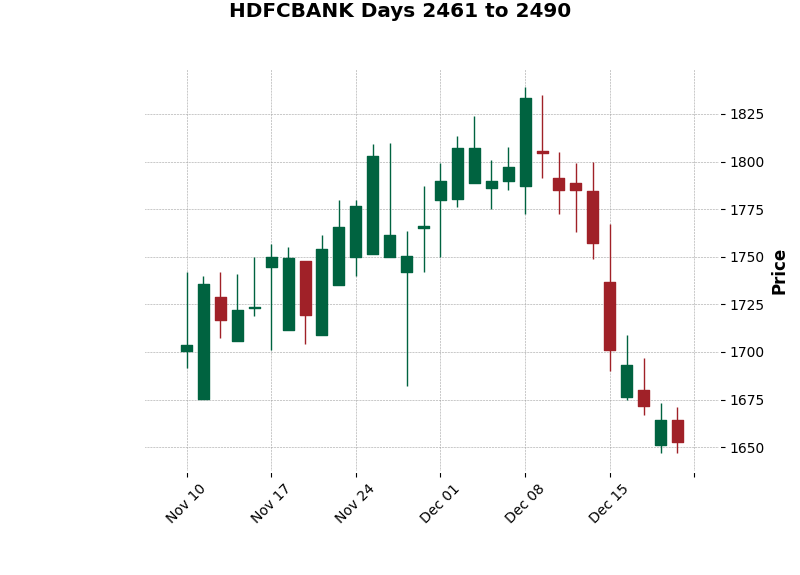 HDFCBANK Days 2461 to 2490
1825
1800
1775
1750
1725
1700
1675
1650
Price
Nov 10
Nov 17
Nov 24
Dec 01
Dec 08
Dec 15